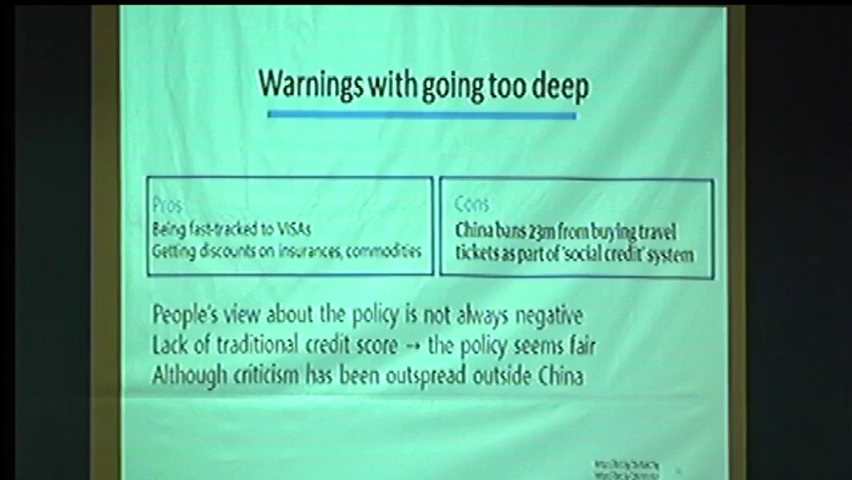 Warnings with going too deep
Pros
Being fast-tracked to VISAs
Getting discounts on insurances, commodities
Cons
China bans 23m from buying travel
tickets as part of 'social credit' system
People's view about the policy is not always negative
Lack of traditional credit score → the policy seems fair
Although criticism has been outspread outside China